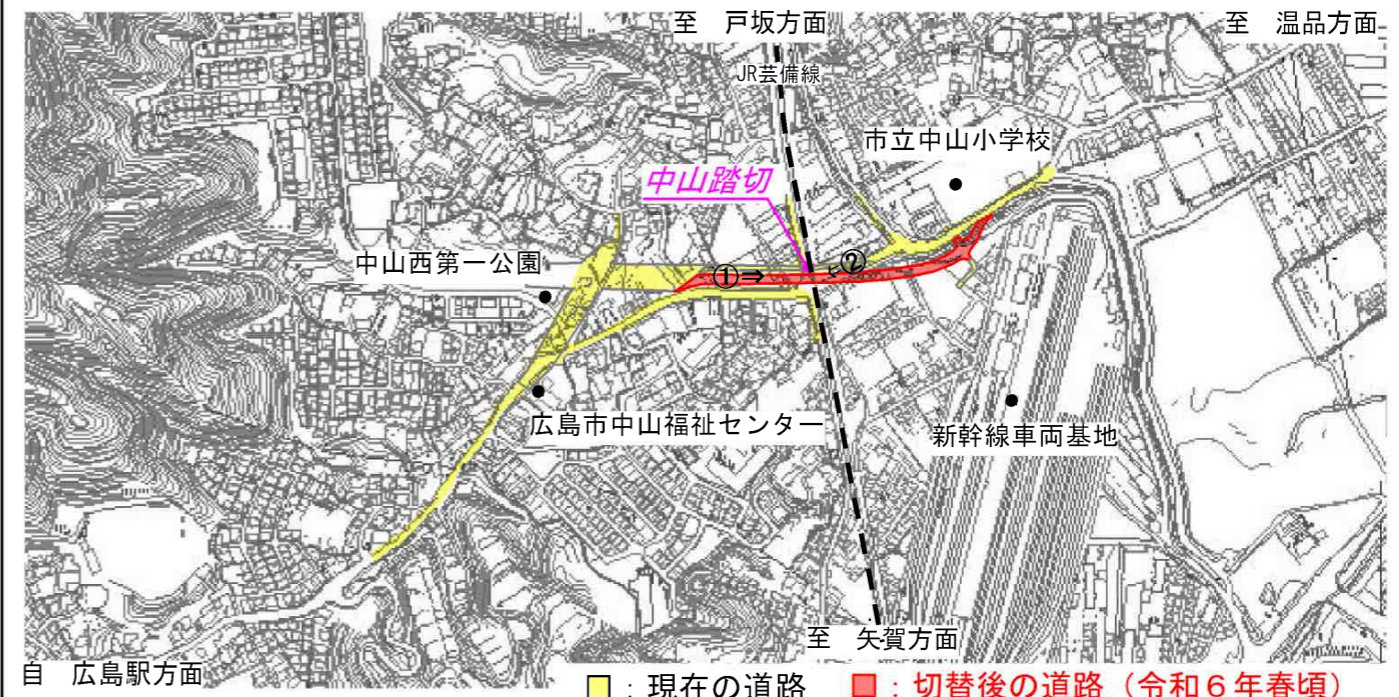 至　戸坂方面
至　温品方面
JR芸備線
市立中山小学校
中山踏切
中山西第一公園
①⇒
⇐②
広島市中山福祉センター
新幹線車両基地
至　矢賀方面
自　広島駅方面
：現在の道路
：切替後の道路（令和６年春頃）